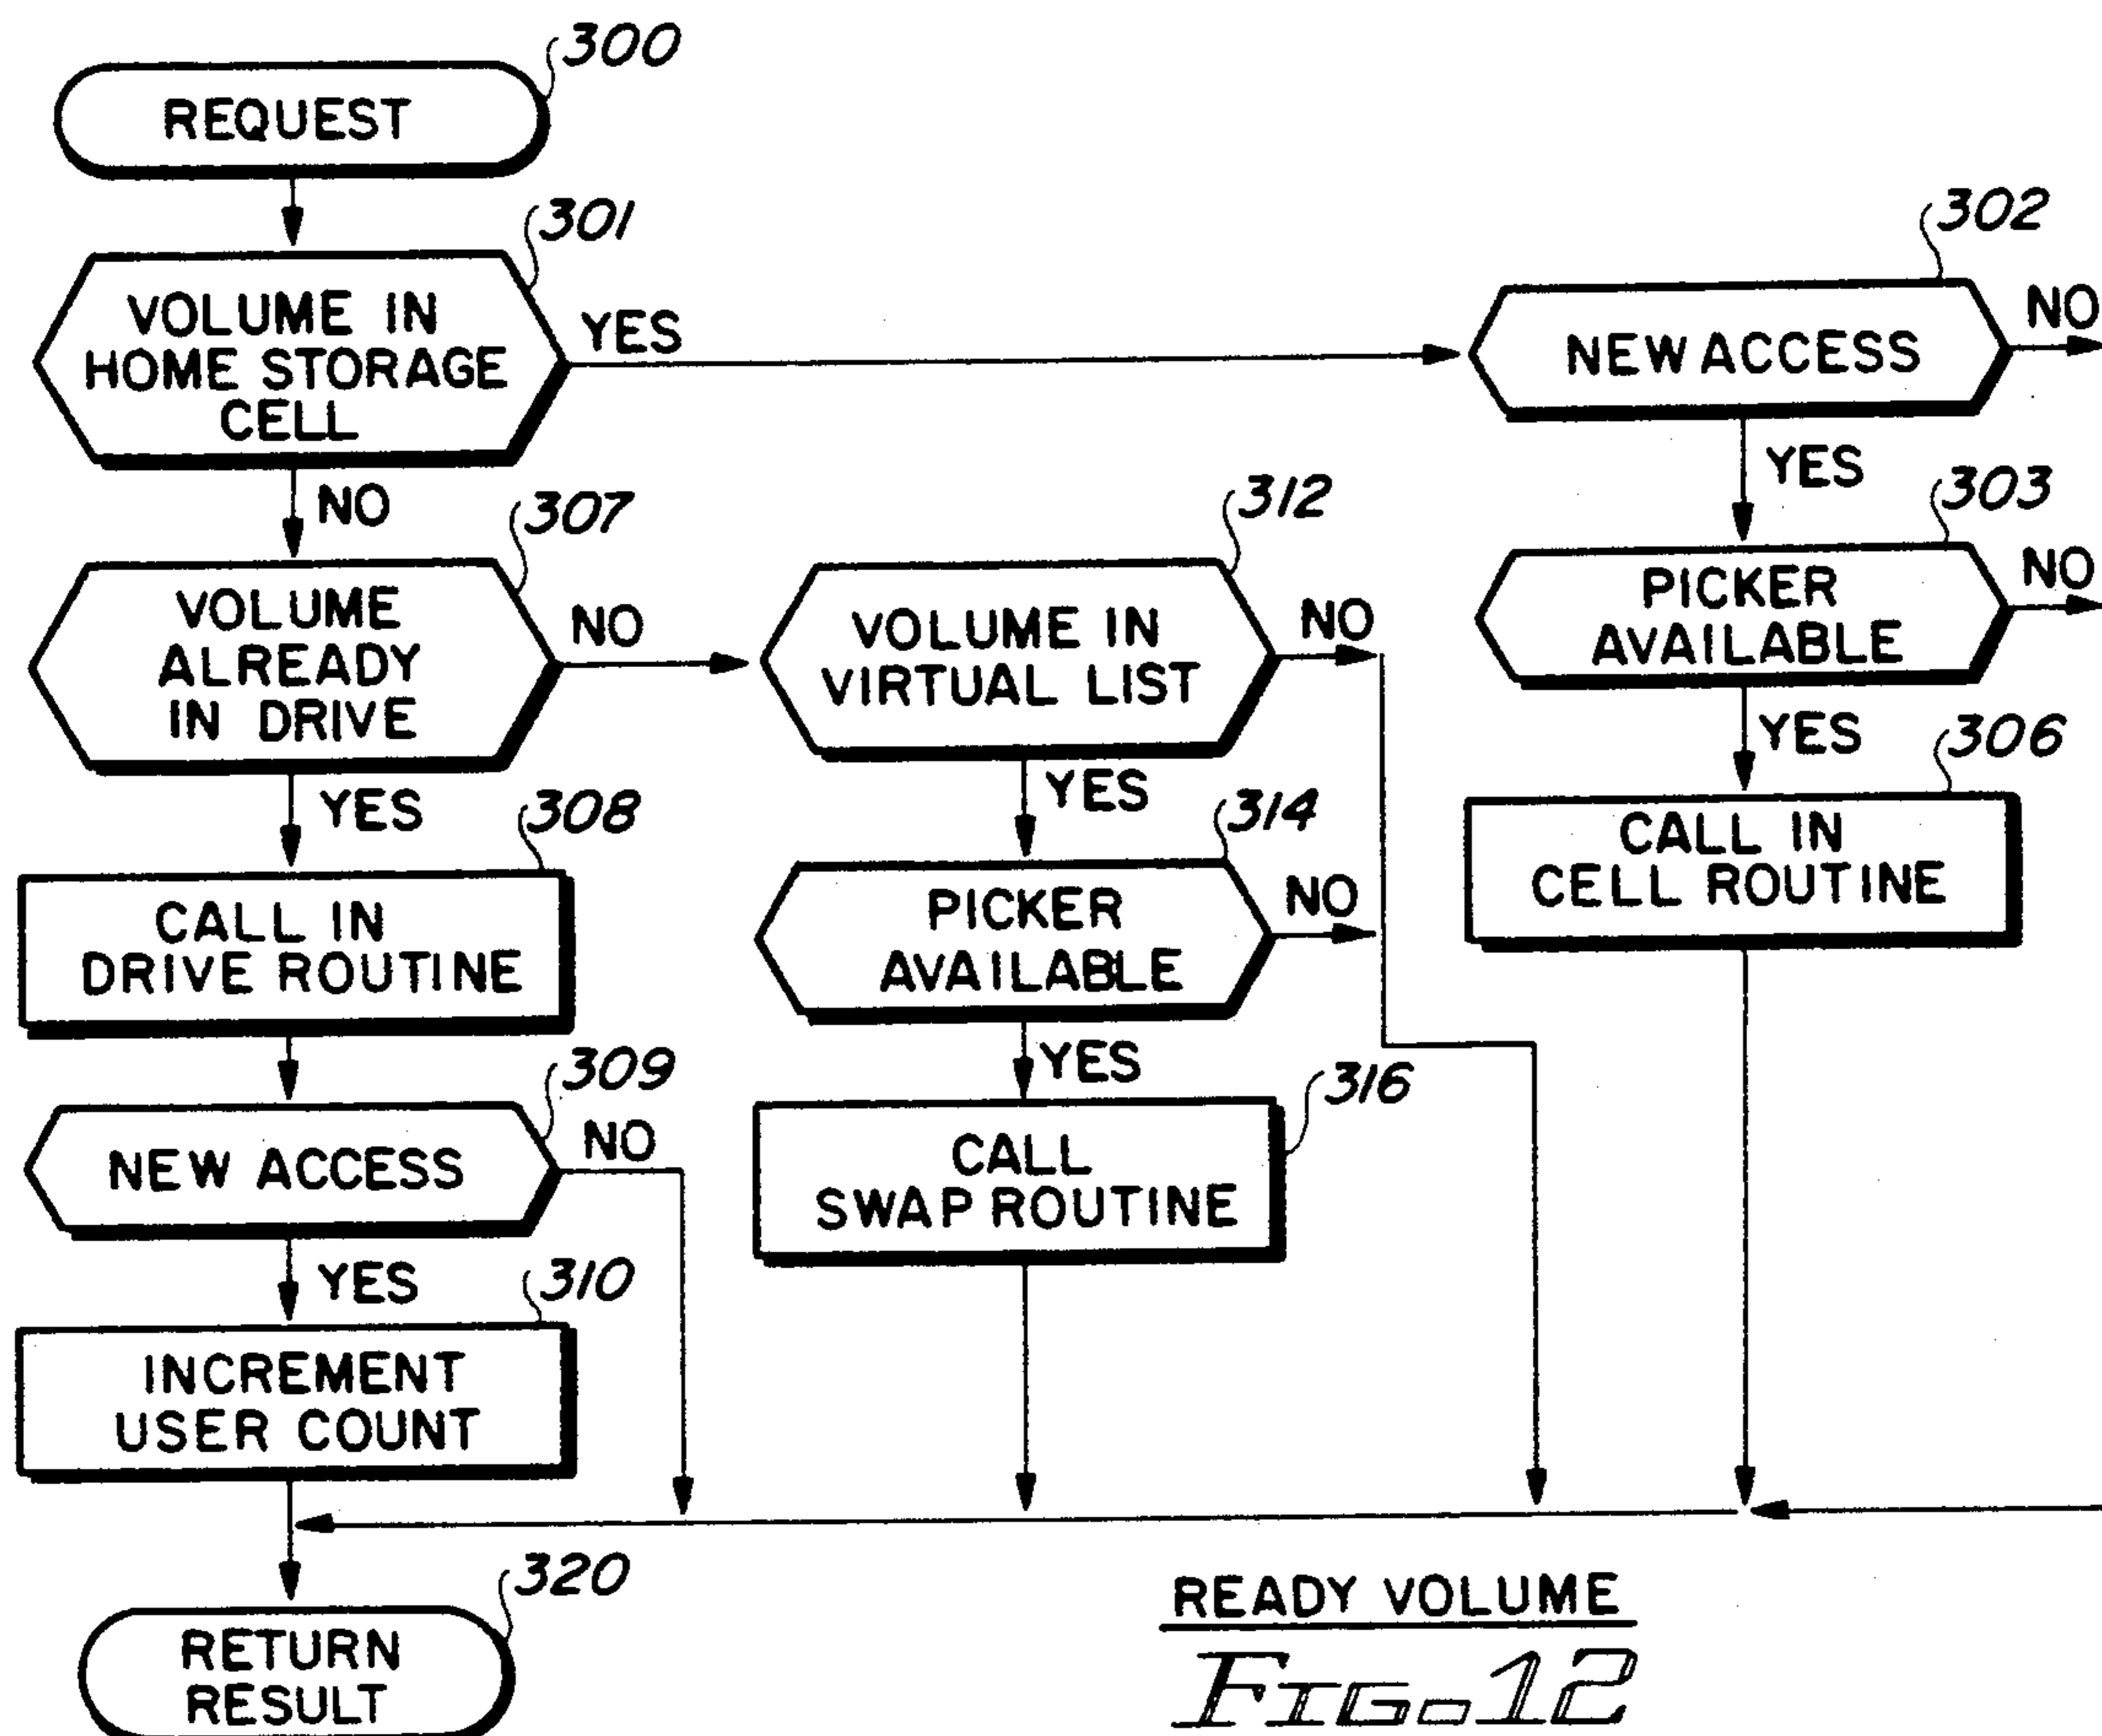 300
REQUEST
301
VOLUME IN
HOME STORAGE
CELL
YES
302
NEW ACCESS
NO
NO
YES
307
VOLUME
ALREADY
IN DRIVE
NO
312
VOLUME IN
VIRTUAL LIST
NO
303
PICKER
AVAILABLE
NO
YES
YES
YES
308
CALL IN
DRIVE ROUTINE
314
PICKER
AVAILABLE
NO
306
CALL IN
CELL ROUTINE
YES
309
NEW ACCESS
NO
316
CALL
SWAP ROUTINE
YES
310
INCREMENT
USER COUNT
320
RETURN
RESULT
READY VOLUME
FIG. 12